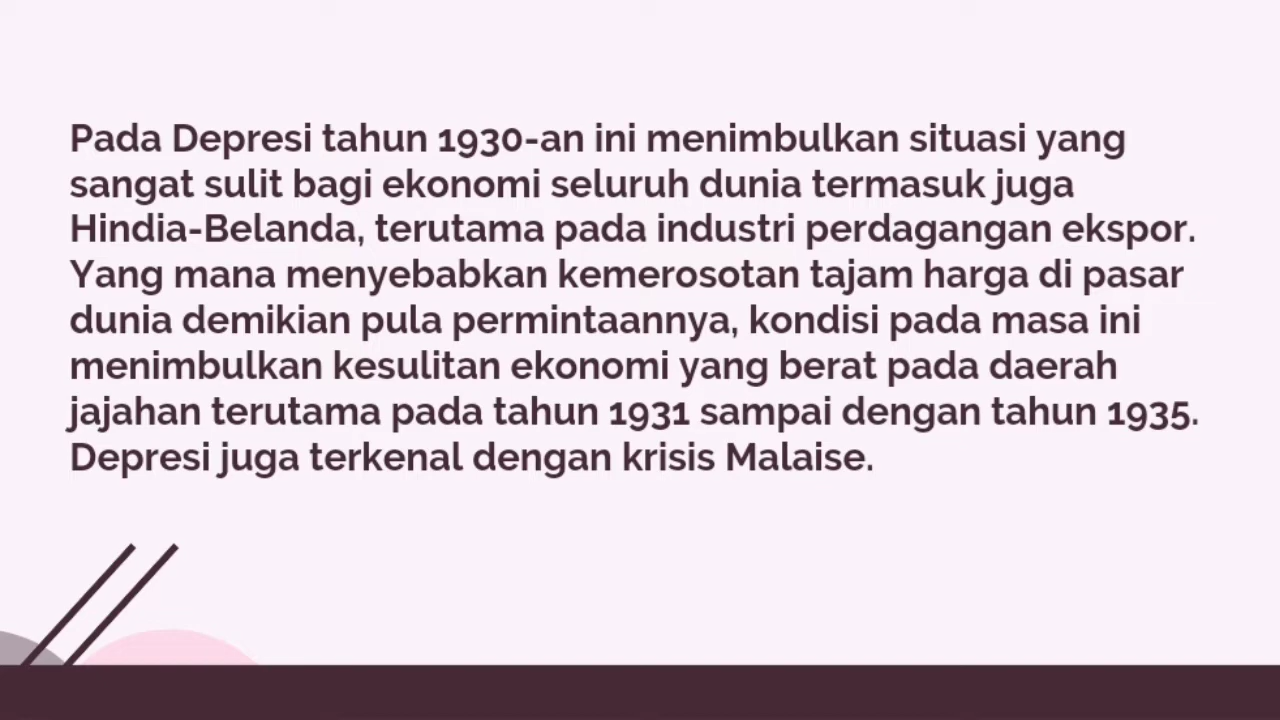 Pada Depresi tahun 1930-an ini menimbulkan situasi yang
sangat sulit bagi ekonomi seluruh dunia termasuk juga
Hindia-Belanda, terutama pada industri perdagangan ekspor.
Yang mana menyebabkan kemerosotan tajam harga di pasar
dunia demikian pula permintaannya, kondisi pada masa ini
menimbulkan kesulitan ekonomi yang berat pada daerah
jajahan terutama pada tahun 1931 sampai dengan tahun 1935.
Depresi juga terkenal dengan krisis Malaise.